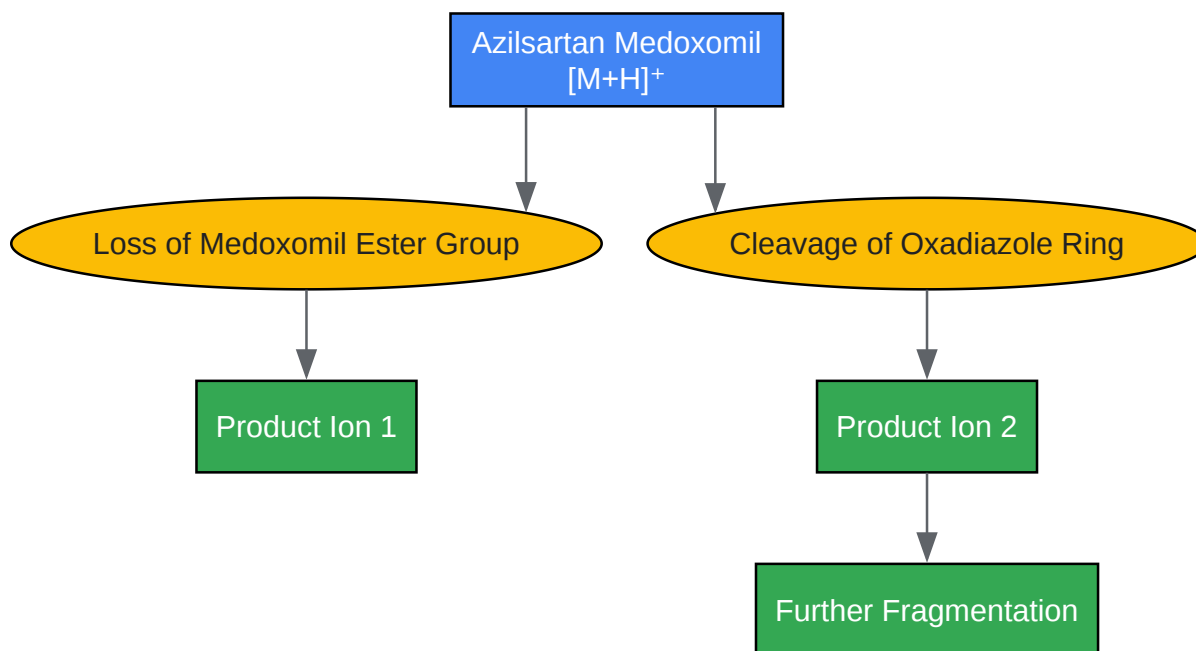 Azilsartan Medoxomil
[M+H]⁺
Loss of Medoxomil Ester Group
Cleavage of Oxadiazole Ring
Product Ion 1
Product Ion 2
Further Fragmentation